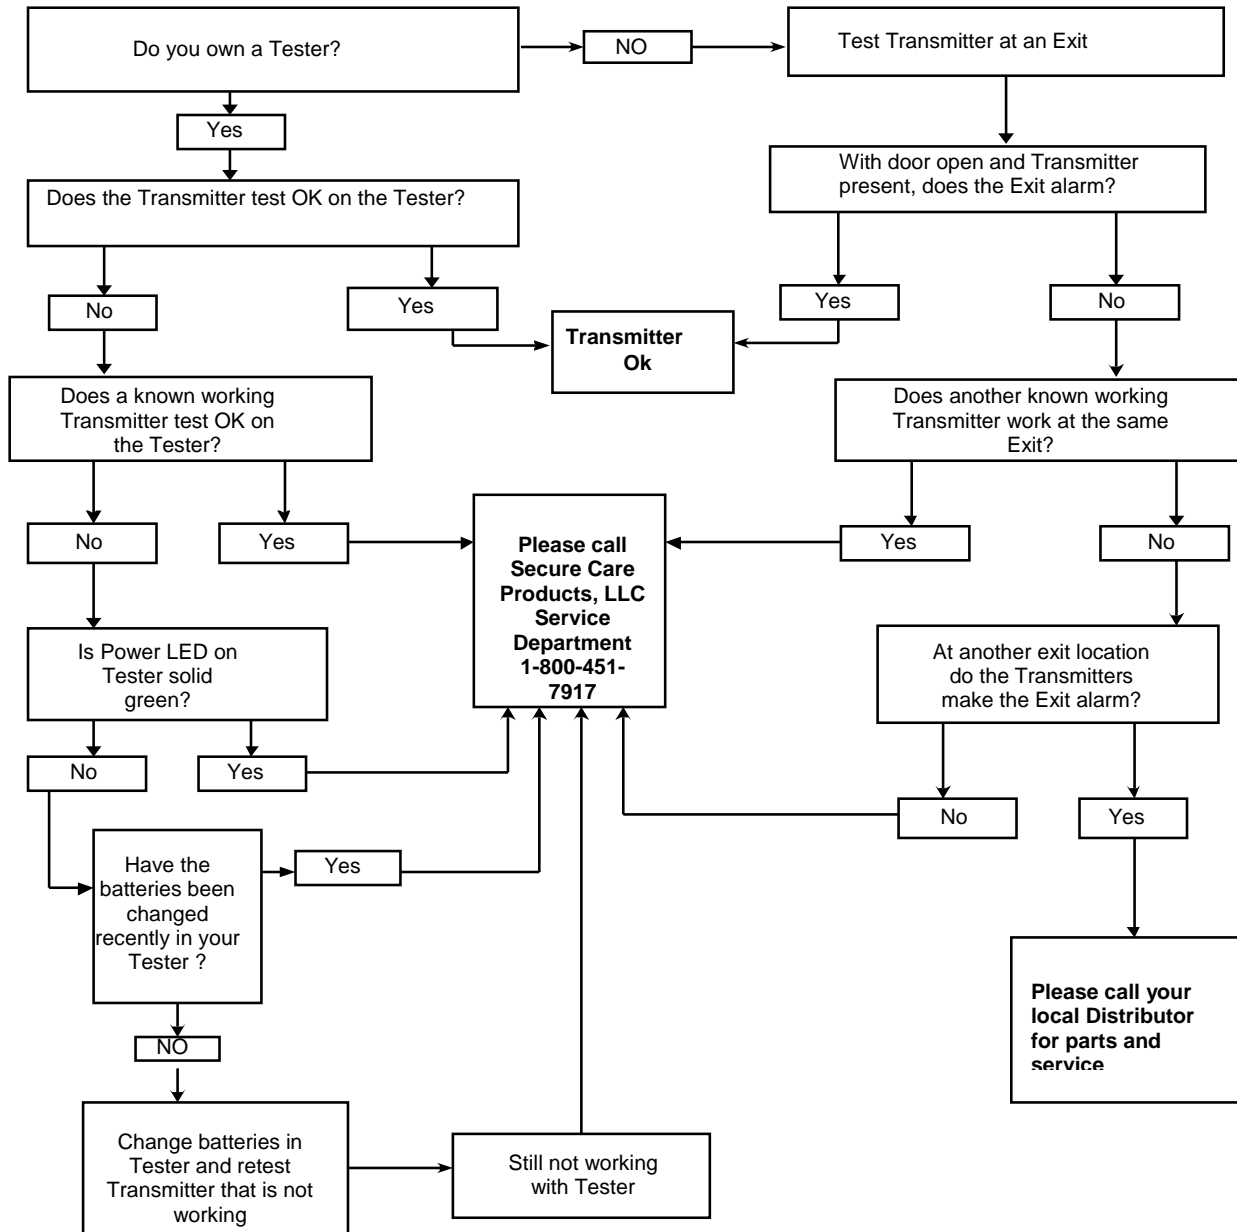 Do you own a Tester?
NO
Test Transmitter at an Exit
Yes
With door open and Transmitter
present, does the Exit alarm?
Does the Transmitter test OK on the Tester?
No
Yes
Transmitter
Ok
Yes
No
Does a known working
Transmitter test OK on
the Tester?
Does another known working
Transmitter work at the same
Exit?
No
Yes
Please call
Secure Care
Products, LLC
Service
Department
1-800-451-
7917
Yes
No
Is Power LED on
Tester solid
green?
At another exit location
do the Transmitters
make the Exit alarm?
No
Yes
No
Yes
Have the
batteries been
changed
recently in your
Tester ?
Yes
NO
Please call your
local Distributor
for parts and
service
Change batteries in
Tester and retest
Transmitter that is not
working
Still not working
with Tester